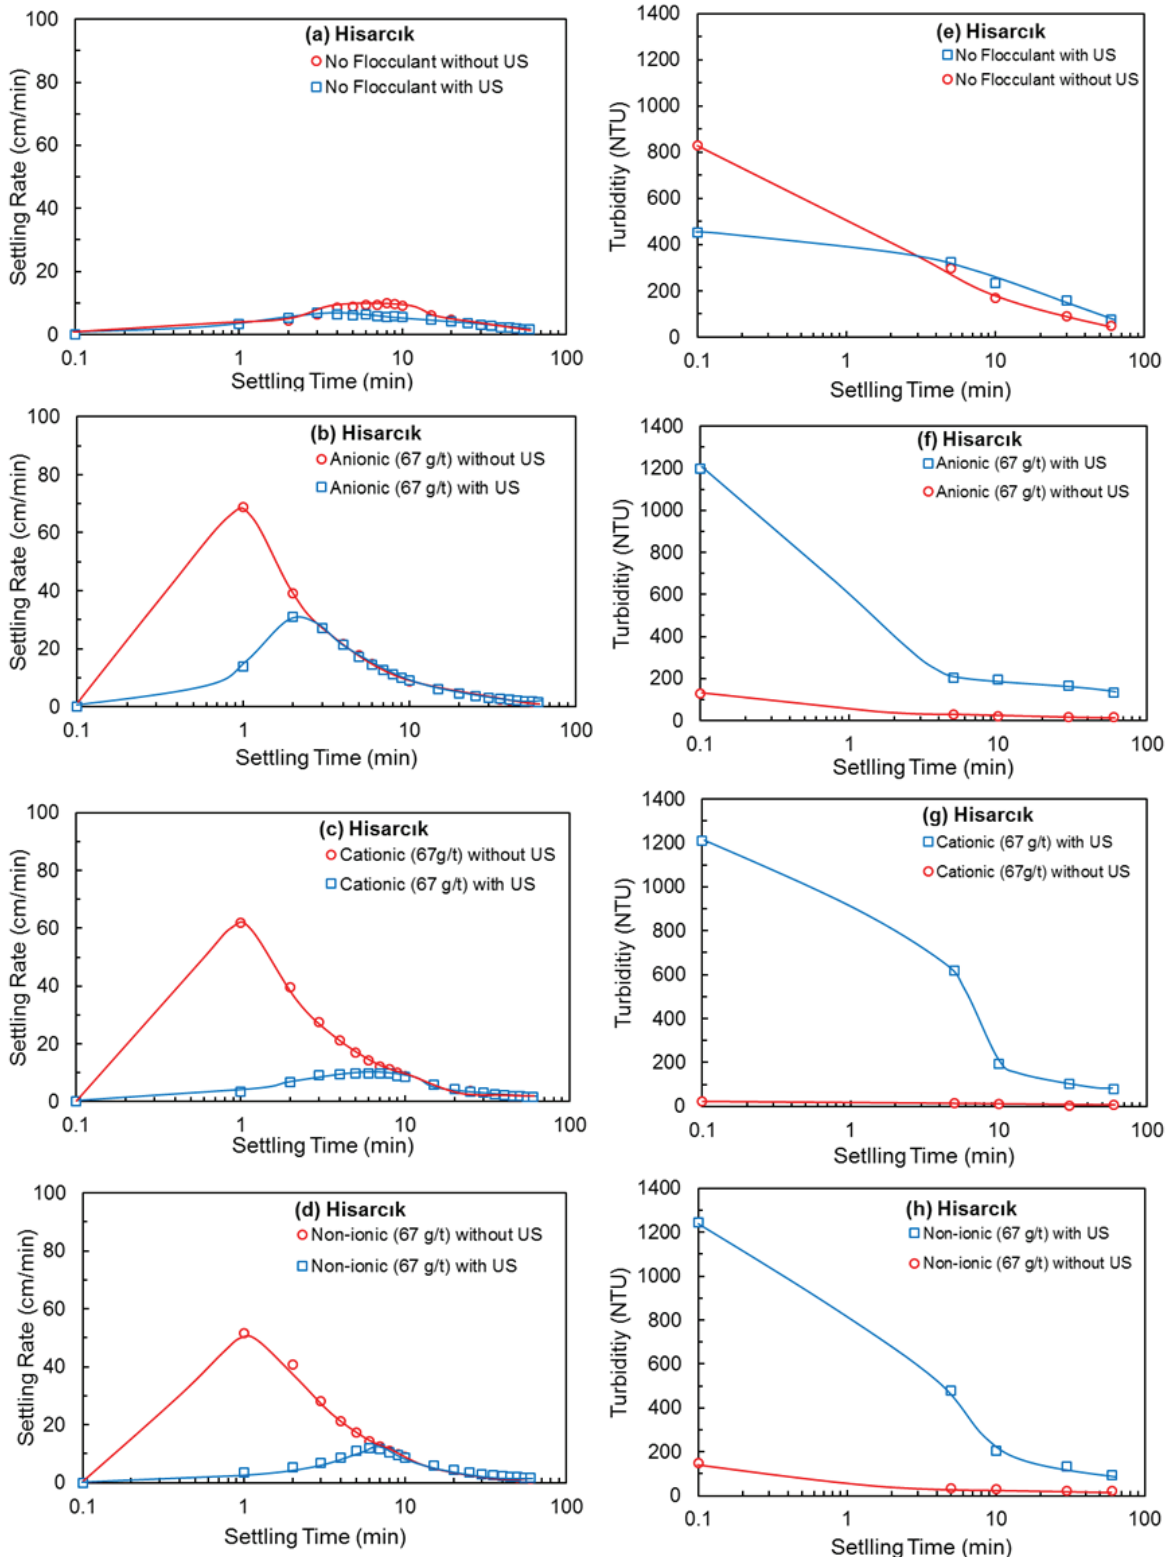 (a) Hisarcık
No Flocculant without US
No Flocculant with US
100
80
60
40
20
0
0.1
1
10
100
Settling Rate (cm/min)
Settling Time (min)
(e) Hisarcık
No Flocculant with US
No Flocculant without US
1400
1200
1000
800
600
400
200
0
0.1
1
10
100
Turbiditiy (NTU)
Setlling Time (min)
(b) Hisarcık
Anionic (67 g/t) without US
Anionic (67 g/t) with US
100
80
60
40
20
0
0.1
1
10
100
Settling Rate (cm/min)
Settling Time (min)
(f) Hisarcık
Anionic (67 g/t) with US
Anionic (67 g/t) without US
1400
1200
1000
800
600
400
200
0
0.1
1
10
100
Turbiditiy (NTU)
Setlling Time (min)
(c) Hisarcık
Cationic (67g/t) without US
Cationic (67 g/t) with US
100
80
60
40
20
0
0.1
1
10
100
Settling Rate (cm/min)
Settling Time (min)
(g) Hisarcık
Cationic (67 g/t) with US
Cationic (67g/t) without US
1400
1200
1000
800
600
400
200
0
0.1
1
10
100
Turbiditiy (NTU)
Setlling Time (min)
(d) Hisarcık
Non-ionic (67 g/t) without US
Non-ionic (67 g/t) with US
100
80
60
40
20
0
0.1
1
10
100
Settling Rate (cm/min)
Settling Time (min)
(h) Hisarcık
Non-ionic (67 g/t) with US
Non-ionic (67 g/t) without US
1400
1200
1000
800
600
400
200
0
0.1
1
10
100
Turbiditiy (NTU)
Setlling Time (min)